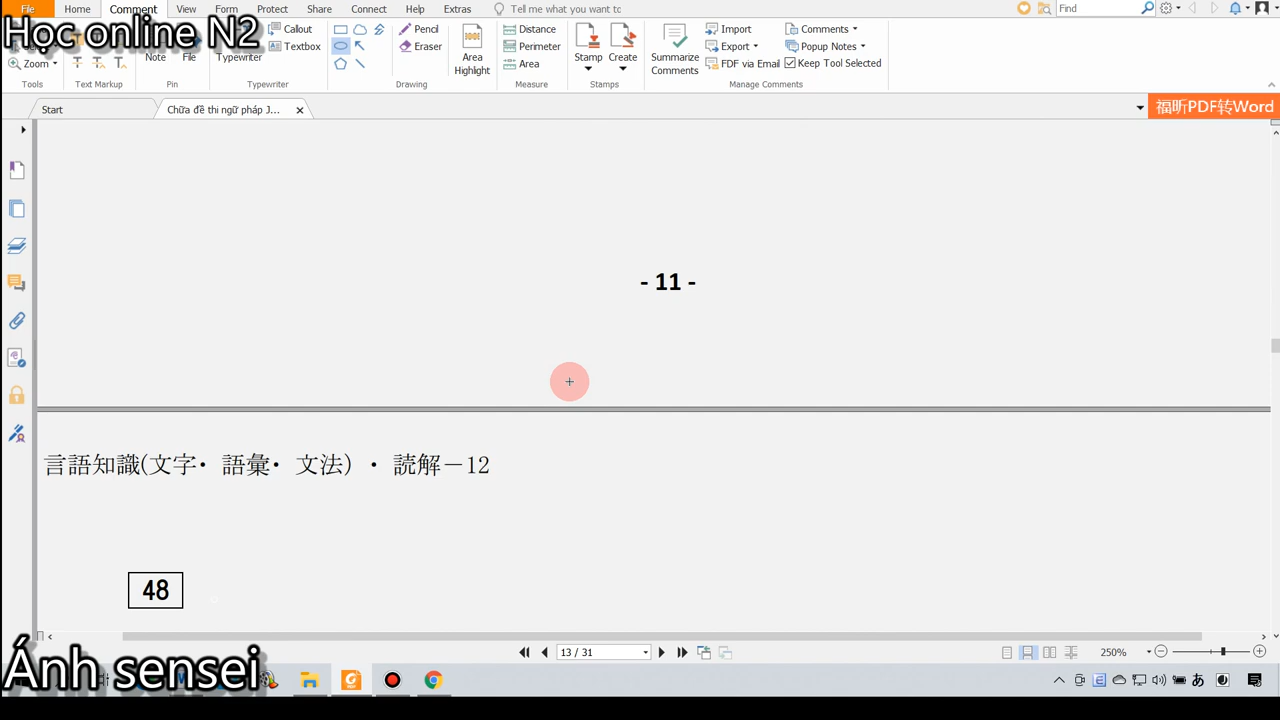 File Home Comment View Form Protect Share Connect Help Extras Tell me what you want tc Find
Học online N2
Callout Pencil Distance Import Comments
Textbox Eraser Perimeter Export Popup Notes
Zoom Typewriter Note File Area Highlight Area Stamp Create Summarize Comments FDF via Email Keep Tool Selected
Tools Text Markup Pin Typewriter Drawing Measure Stamps Manage Comments
Start Chữa đề thi ngữ pháp J... 福昕PDF转Word
- 11 -
言語知識(文字・ 語彙・ 文法) ・ 読解－12
48
13 / 31 250%
Ánh sensei
あ